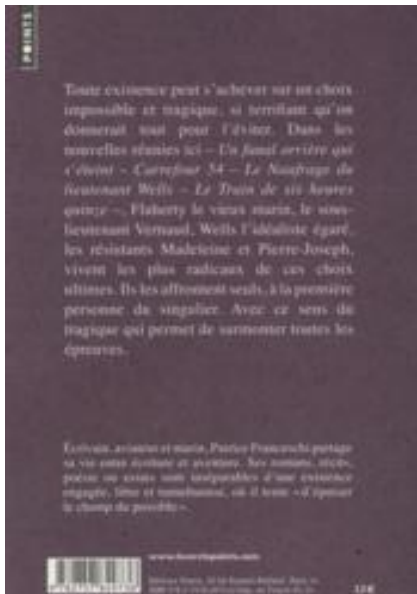 POINTS
Toute existence peut s'achever sur un choix
impossible et tragique, si terrifiant qu'on
donnerait tout pour l'éviter. Dans les
nouvelles réunies ici – Un fanal arrière qui
s'éteint – Carrefour 54 – Le Naufrage du
lieutenant Wells – Le Train de six heures
quinze –, Flaherty le vieux marin, le sous-
lieutenant Vernaud, Wells l'idéaliste égaré,
les résistants Madeleine et Pierre-Joseph,
vivent les plus radicaux de ces choix
ultimes. Ils les affrontent seuls, à la première
personne du singulier. Avec ce sens du
tragique qui permet de surmonter toutes les
épreuves.
Écrivain, aviateur et marin, Patrice Franceschi partage
sa vie entre écriture et aventure. Ses romans, récits,
poésie ou essais sont inséparables d'une existence
engagée, libre et tumultueuse, où il tente « d'épuiser
le champ du possible ».
www.lecerclepoints.com